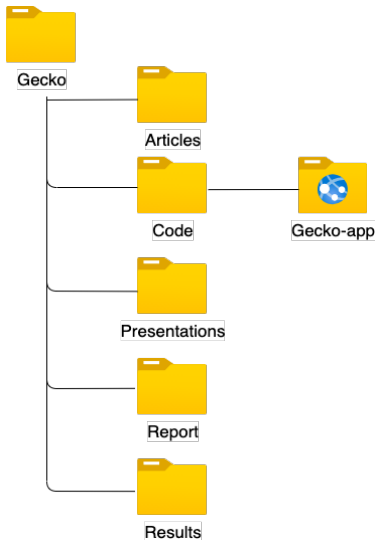 Gecko
Articles
Code
Gecko-app
Presentations
Report
Results